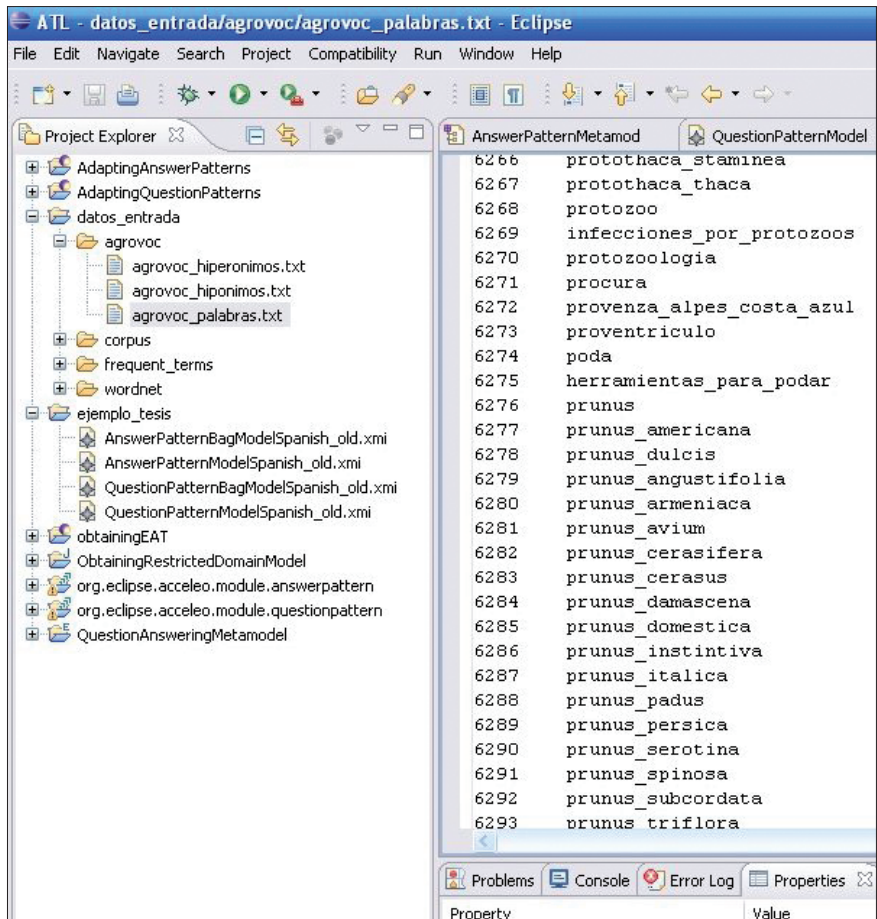 ATL - datos_entrada/agrovoc/agrovoc_palabras.txt - Eclipse
File Edit Navigate Search Project Compatibility Run Window Help
Project Explorer
AdaptingAnswerPatterns
AdaptingQuestionPatterns
datos_entrada
agrovoc
agrovoc_hiperonimos.txt
agrovoc_hiponimos.txt
agrovoc_palabras.txt
corpus
frequent_terms
wordnet
ejemplo_tesis
AnswerPatternBagModelSpanish_old.xmi
AnswerPatternModelSpanish_old.xmi
QuestionPatternBagModelSpanish_old.xmi
QuestionPatternModelSpanish_old.xmi
obtainingEAT
ObtainingRestrictedDomainModel
org.eclipse.acceleo.module.answerpattern
org.eclipse.acceleo.module.questionpattern
QuestionAnsweringMetamodel
AnswerPatternMetamod QuestionPatternModel
6266 protothaca_staminea
6267 protothaca_thaca
6268 protozoo
6269 infecciones_por_protozoos
6270 protozoologia
6271 procura
6272 provenza_alpes_costa_azul
6273 proventriculo
6274 poda
6275 herramientas_para_podar
6276 prunus
6277 prunus_americana
6278 prunus_dulcis
6279 prunus_angustifolia
6280 prunus_armeniaca
6281 prunus_avium
6282 prunus_cerasifera
6283 prunus_cerasus
6284 prunus_damascena
6285 prunus_domestica
6286 prunus_instintiva
6287 prunus_italica
6288 prunus_padus
6289 prunus_persica
6290 prunus_serotina
6291 prunus_spinosa
6292 prunus_subcordata
6293 prunus_triflora
Problems Console Error Log Properties
Property Value